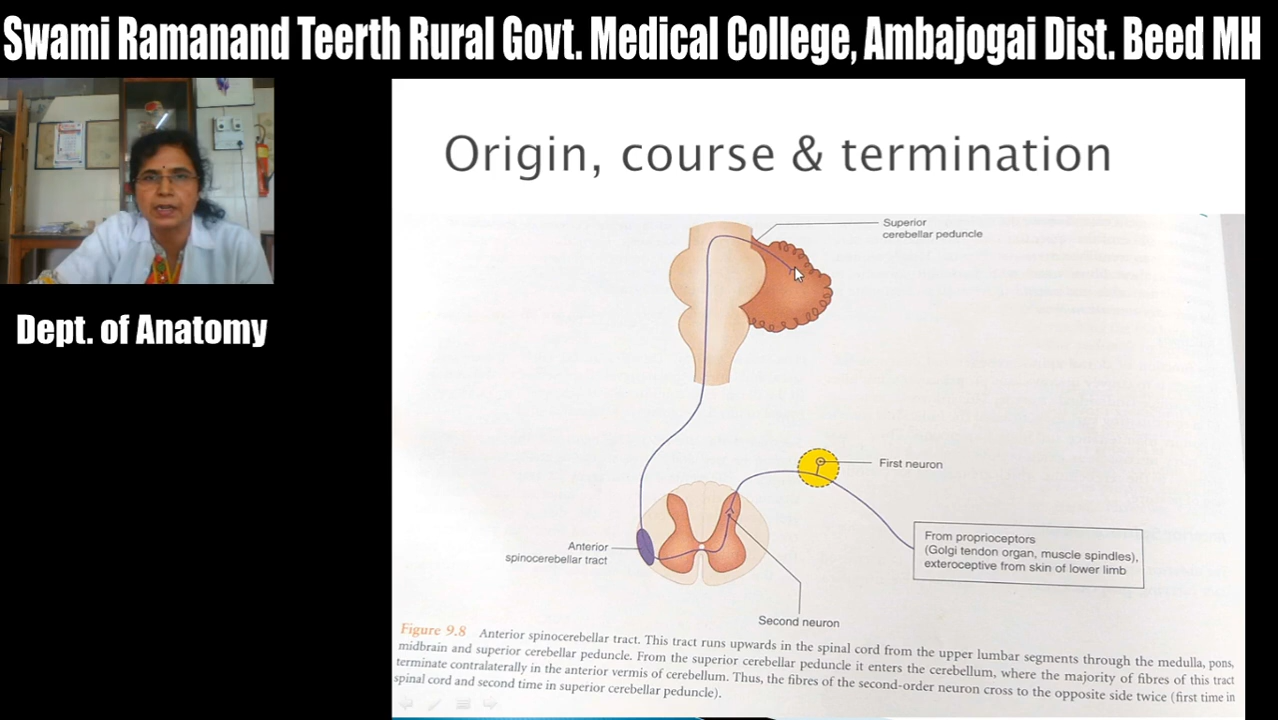 Swami Ramanand Teerth Rural Govt. Medical College, Ambajogai Dist. Beed MH
Dept. of Anatomy
Origin, course & termination
Superior
cerebellar peduncle
First neuron
From proprioceptors
(Golgi tendon organ, muscle spindles),
exteroceptive from skin of lower limb
Anterior
spinocerebellar tract
Second neuron
Figure 9.8 Anterior spinocerebellar tract. This tract runs upwards in the spinal cord from the upper lumbar segments through the medulla, pons,
midbrain and superior cerebellar peduncle. From the superior cerebellar peduncle it enters the cerebellum, where the majority of fibres of this tract
terminate contralaterally in the anterior vermis of cerebellum. Thus, the fibres of the second-order neuron cross to the opposite side twice (first time in
spinal cord and second time in superior cerebellar peduncle).